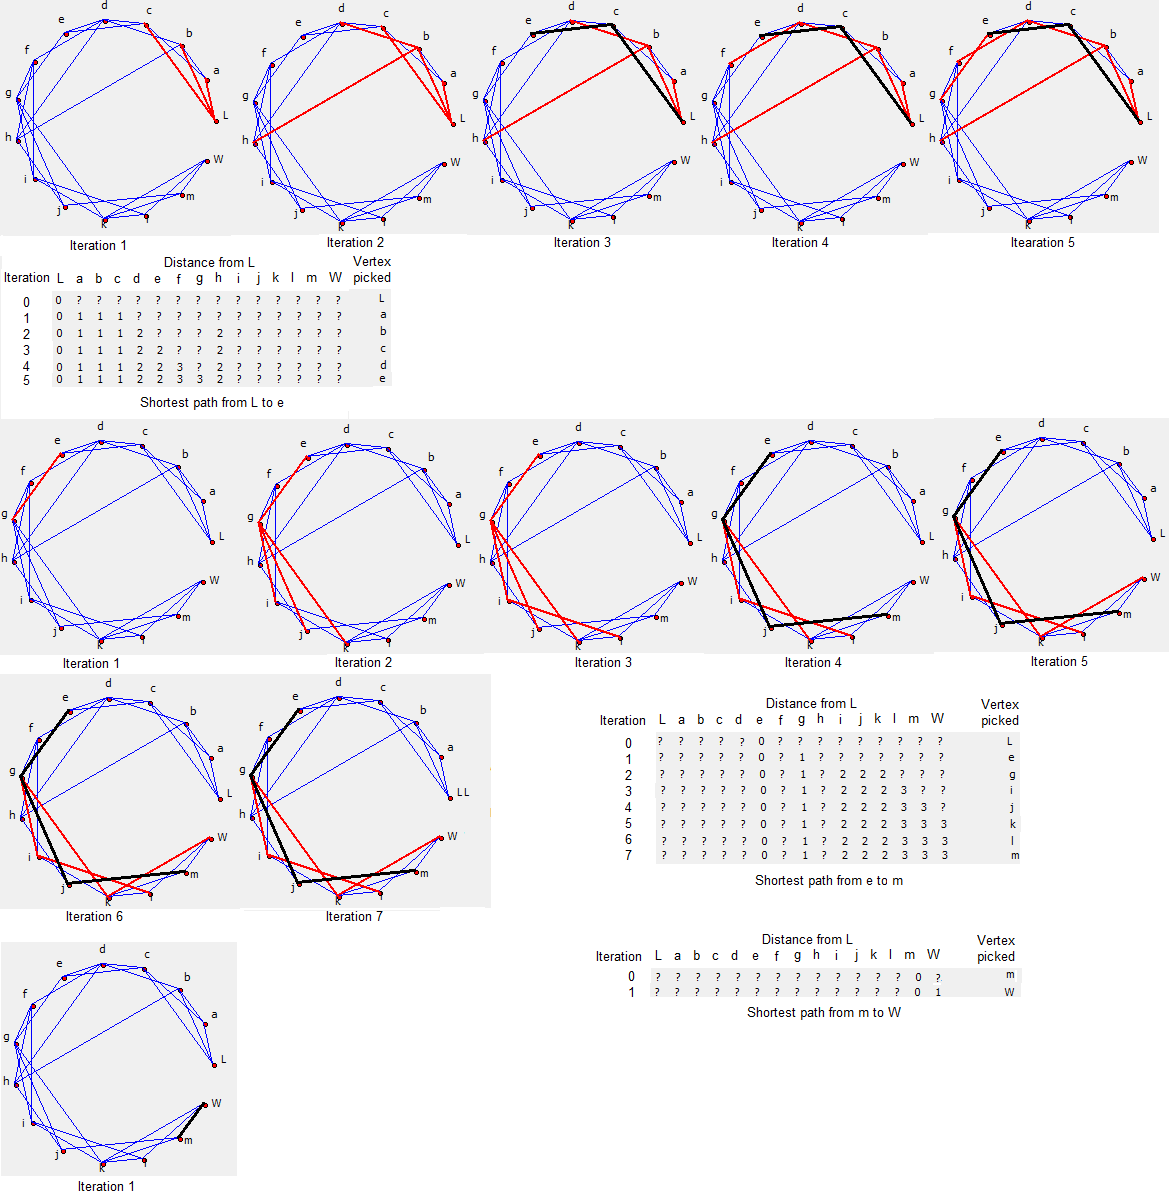 d
c
e
b
f
a
g
L
h
W
i
m
j
k
l
Iteration 1
d
c
e
b
f
a
g
L
h
W
i
m
j
k
l
Iteration 2
d
c
e
b
f
a
g
L
h
W
i
m
j
k
l
Iteration 3
d
c
e
b
f
a
g
L
h
W
i
m
j
k
l
Iteration 4
d
c
e
b
f
a
g
L
h
W
i
m
j
k
l
Itearation 5
Distance from L Vertex
Iteration L a b c d e f g h i j k l m W picked
0 0 ? ? ? ? ? ? ? ? ? ? ? ? ? ? L
1 0 1 1 1 ? ? ? ? ? ? ? ? ? ? ? a
2 0 1 1 1 2 ? ? ? 2 ? ? ? ? ? ? b
3 0 1 1 1 2 2 ? ? 2 ? ? ? ? ? ? c
4 0 1 1 1 2 2 3 ? 2 ? ? ? ? ? ? d
5 0 1 1 1 2 2 3 3 2 ? ? ? ? ? ? e
Shortest path from L to e
d
c
e
b
f
a
g
L
h
W
i
m
j
k
l
Iteration 1
d
c
e
b
f
a
g
L
h
W
i
m
j
k
l
Iteration 2
d
c
e
b
f
a
g
L
h
W
i
m
j
k
l
Iteration 3
d
c
e
b
f
a
g
L
h
W
i
m
j
k
l
Iteration 4
d
c
e
b
f
a
g
L
h
W
i
m
j
k
l
Iteration 5
d
c
e
b
f
a
g
L
h
W
i
m
j
k
l
Iteration 6
d
c
e
b
f
a
g
LL
h
W
i
m
j
k
l
Iteration 7
Distance from L Vertex
Iteration L a b c d e f g h i j k l m W picked
0 ? ? ? ? ? 0 ? ? ? ? ? ? ? ? ? L
1 ? ? ? ? ? 0 ? 1 ? ? ? ? ? ? ? e
2 ? ? ? ? ? 0 ? 1 ? 2 2 2 ? ? ? g
3 ? ? ? ? ? 0 ? 1 ? 2 2 2 3 ? ? i
4 ? ? ? ? ? 0 ? 1 ? 2 2 2 3 3 ? j
5 ? ? ? ? ? 0 ? 1 ? 2 2 2 3 3 3 k
6 ? ? ? ? ? 0 ? 1 ? 2 2 2 3 3 3 l
7 ? ? ? ? ? 0 ? 1 ? 2 2 2 3 3 3 m
Shortest path from e to m
d
c
e
b
f
a
g
L
h
W
i
m
j
k
l
Iteration 1
Distance from L Vertex
Iteration L a b c d e f g h i j k l m W picked
0 ? ? ? ? ? ? ? ? ? ? ? ? ? 0 ? m
1 ? ? ? ? ? ? ? ? ? ? ? ? ? 0 1 W
Shortest path from m to W